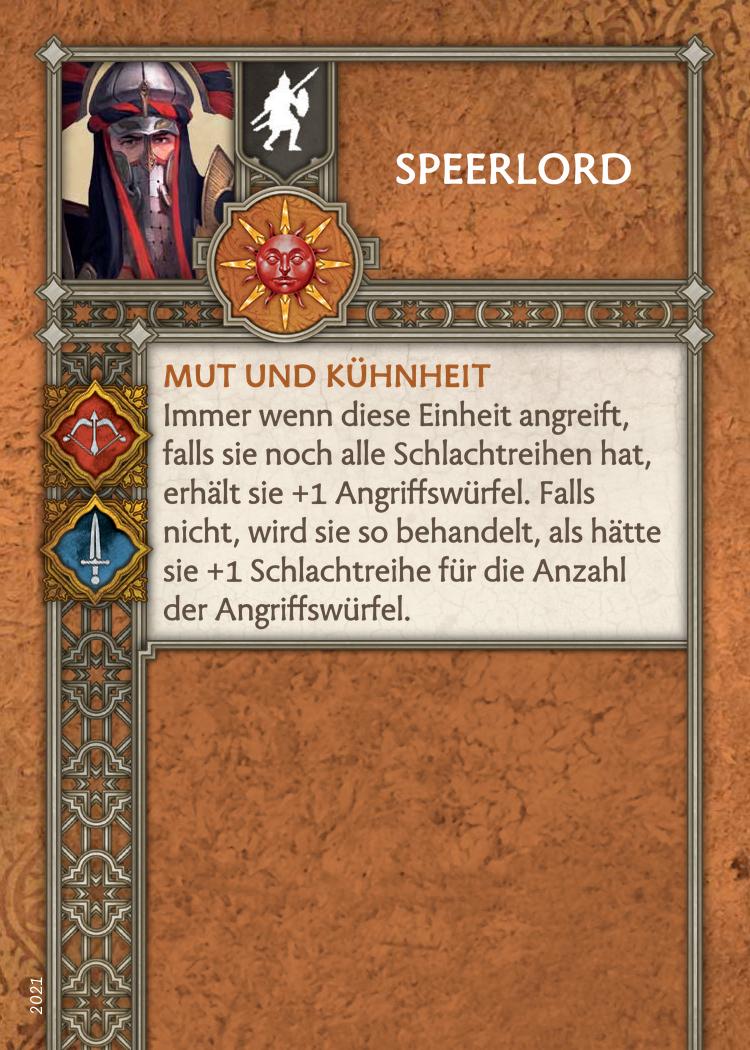 SPEERLORD
MUT UND KÜHNHEIT
Immer wenn diese Einheit angreift,
falls sie noch alle Schlachtreihen hat,
erhält sie +1 Angriffswürfel. Falls
nicht, wird sie so behandelt, als hätte
sie +1 Schlachtreihe für die Anzahl
der Angriffswürfel.
2021